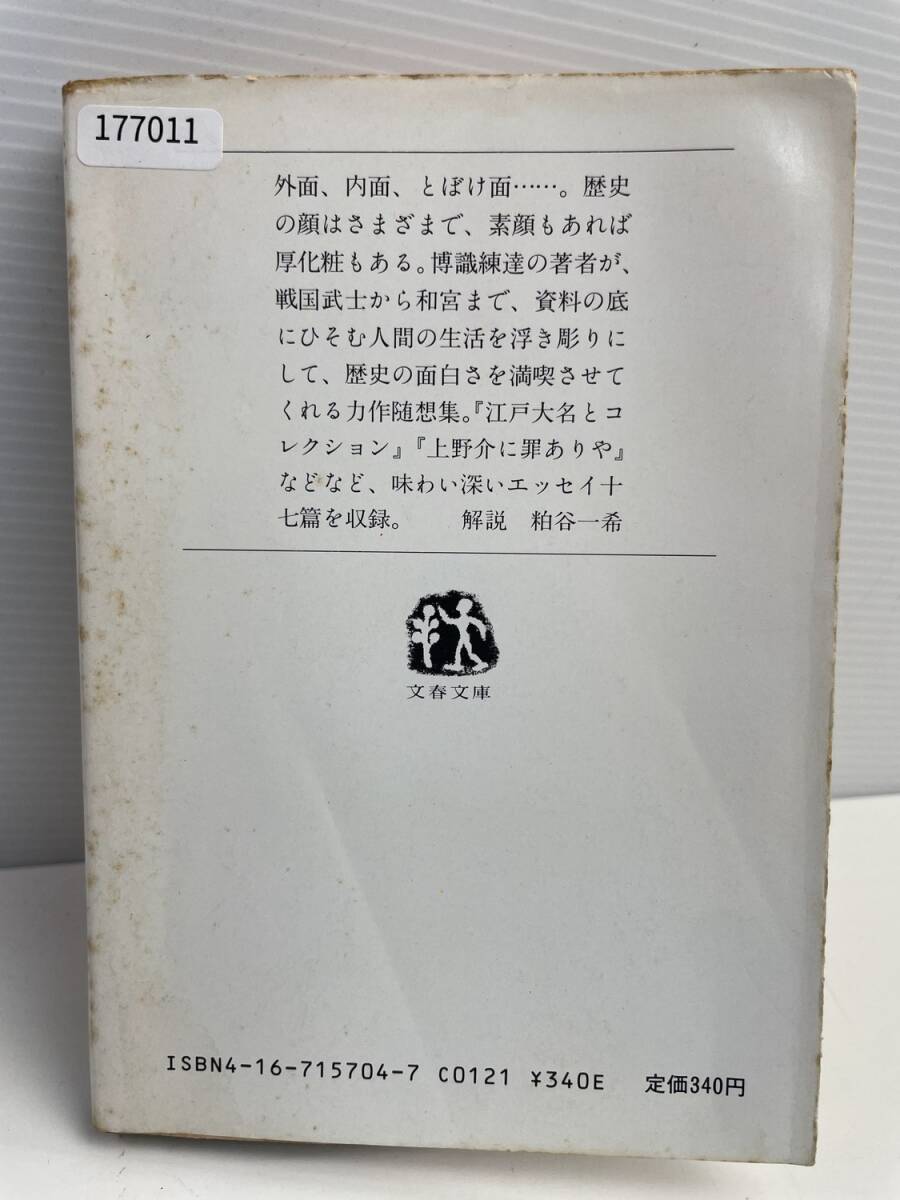 177011
外面、内面、とぼけ面……。歴史
の顔はさまざまで、素顔もあれば
厚化粧もある。博識練達の著者が、
戦国武士から和宮まで、資料の底
にひそむ人間の生活を浮き彫りに
して、歴史の面白さを満喫させて
くれる力作随想集。『江戸大名とコ
レクション』『上野介に罪ありや』
などなど、味わい深いエッセイ十
七篇を収録。 解説 粕谷一希
文春文庫
ISBN4-16-715704-7 C0121 ¥340E 定価340円